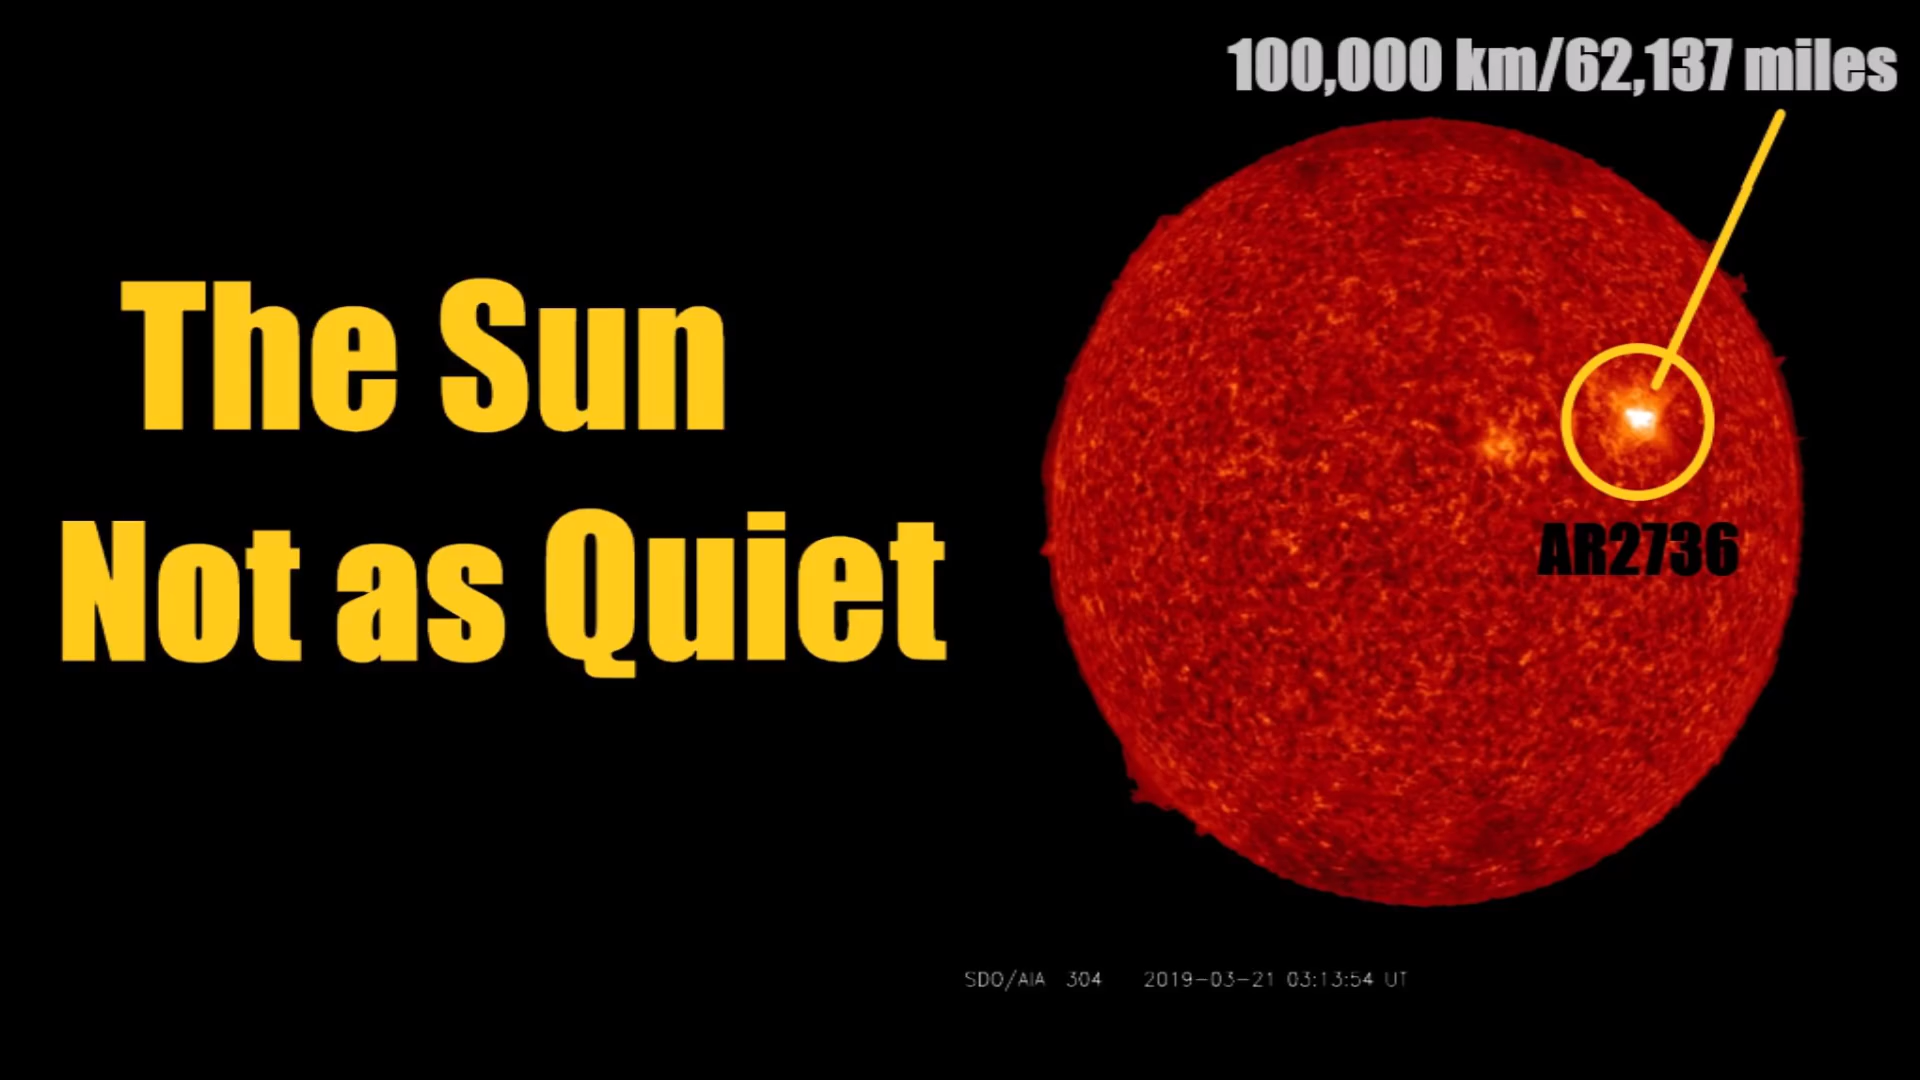 100,000 km/62,137 miles
The Sun
Not as Quiet
AR2736
SDO/AIA 304 2019-03-21 03:13:54 UT